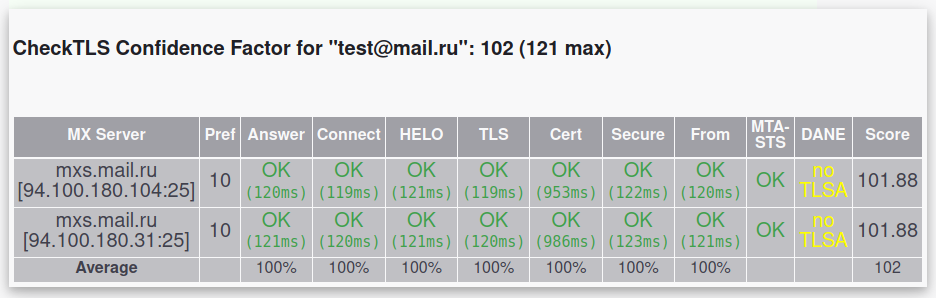 CheckTLS Confidence Factor for "test@mail.ru": 102 (121 max)
MX Server Pref Answer Connect HELO TLS Cert Secure From MTA-STS DANE Score
mxs.mail.ru
[94.100.180.104:25] 10 OK (120ms) OK (119ms) OK (121ms) OK (119ms) OK (953ms) OK (122ms) OK (120ms) OK no TLSA 101.88
mxs.mail.ru
[94.100.180.31:25] 10 OK (121ms) OK (120ms) OK (121ms) OK (120ms) OK (986ms) OK (123ms) OK (121ms) OK no TLSA 101.88
Average 100% 100% 100% 100% 100% 100% 100% 102